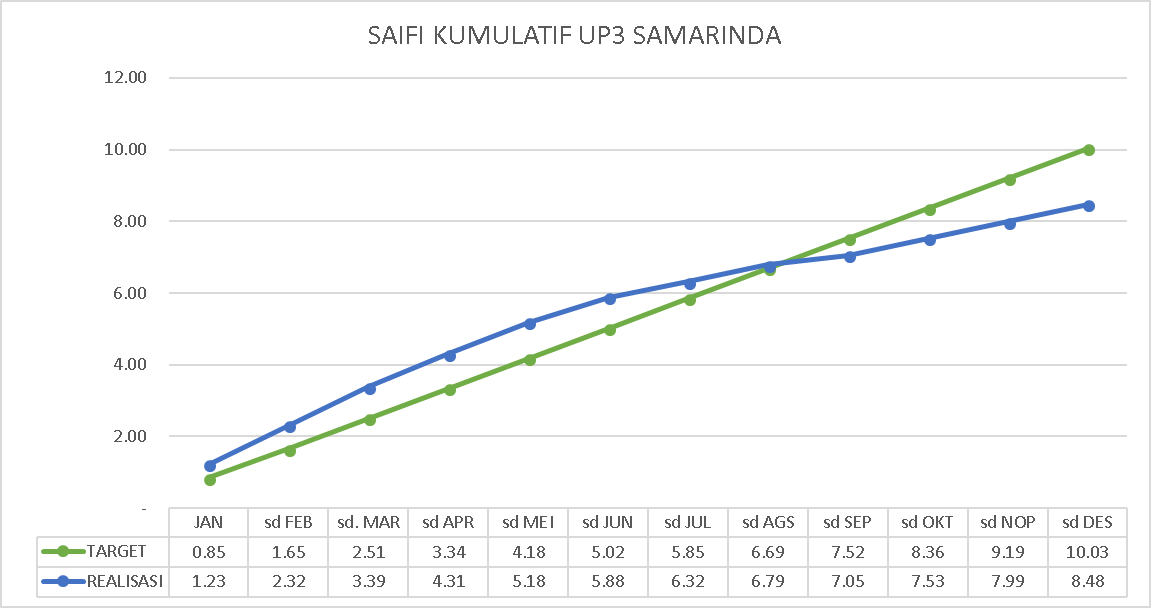 SAIFI KUMULATIF UP3 SAMARINDA
12.00
10.00
8.00
6.00
4.00
2.00
-
JAN sd FEB sd. MAR sd APR sd MEI sd JUN sd JUL sd AGS sd SEP sd OKT sd NOP sd DES
TARGET 0.85 1.65 2.51 3.34 4.18 5.02 5.85 6.69 7.52 8.36 9.19 10.03
REALISASI 1.23 2.32 3.39 4.31 5.18 5.88 6.32 6.79 7.05 7.53 7.99 8.48